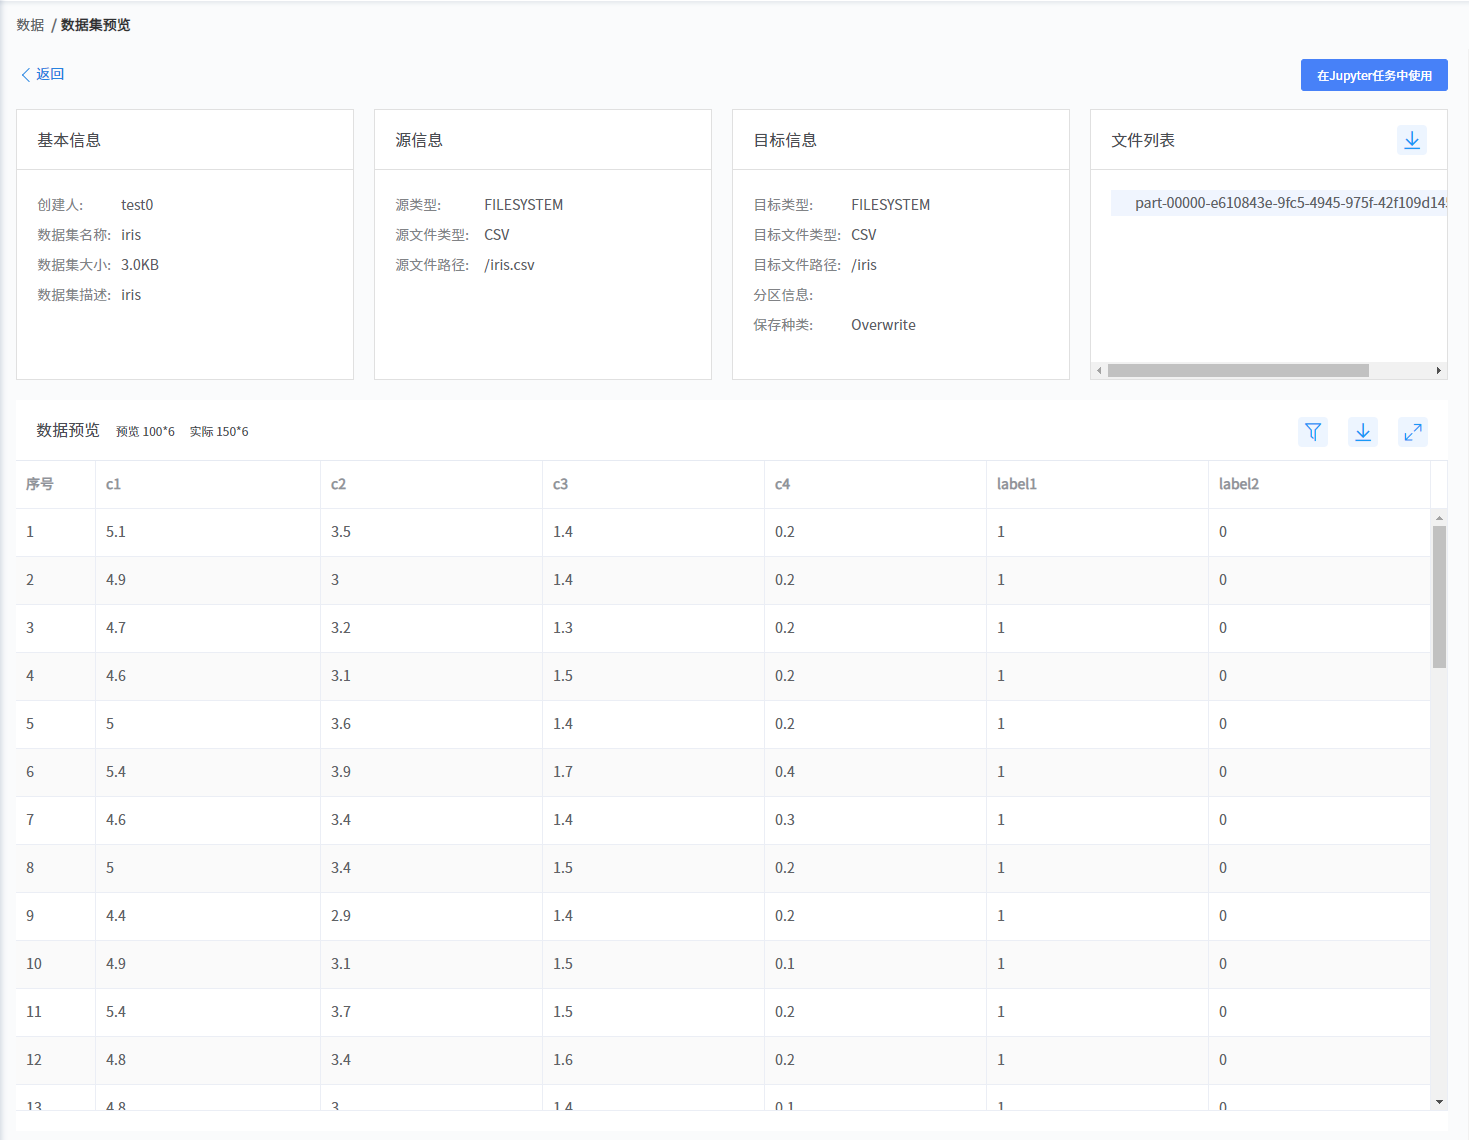 数据 / 数据集预览
返回
在Jupyter任务中使用
基本信息
创建人: test0
数据集名称: iris
数据集大小: 3.0KB
数据集描述: iris
源信息
源类型: FILESYSTEM
源文件类型: CSV
源文件路径: /iris.csv
目标信息
目标类型: FILESYSTEM
目标文件类型: CSV
目标文件路径: /iris
分区信息:
保存种类: Overwrite
文件列表
part-00000-e610843e-9fc5-4945-975f-42f109d14
数据预览 预览 100*6 实际 150*6
序号 c1 c2 c3 c4 label1 label2
1 5.1 3.5 1.4 0.2 1 0
2 4.9 3 1.4 0.2 1 0
3 4.7 3.2 1.3 0.2 1 0
4 4.6 3.1 1.5 0.2 1 0
5 5 3.6 1.4 0.2 1 0
6 5.4 3.9 1.7 0.4 1 0
7 4.6 3.4 1.4 0.3 1 0
8 5 3.4 1.5 0.2 1 0
9 4.4 2.9 1.4 0.2 1 0
10 4.9 3.1 1.5 0.1 1 0
11 5.4 3.7 1.5 0.2 1 0
12 4.8 3.4 1.6 0.2 1 0
13 4.8 3 1.4 0.1 1 0